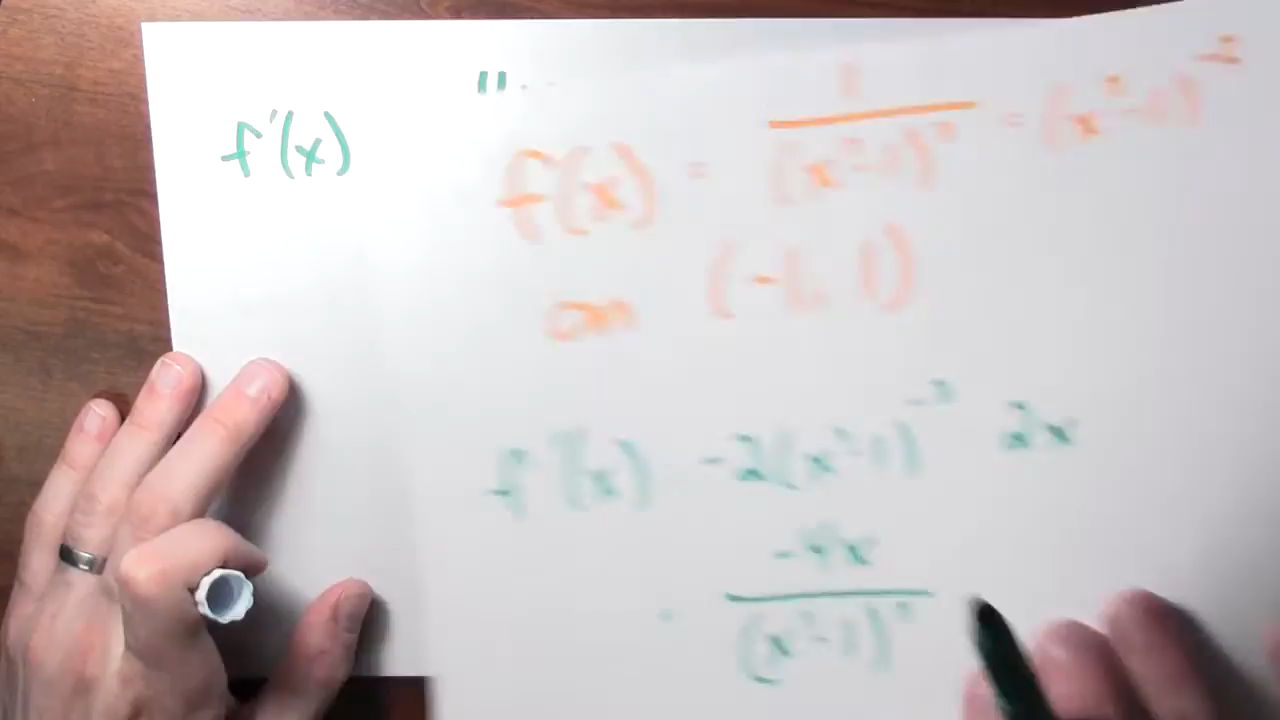 11.
f(x) = 1/(x²-1)² = (x²-1)⁻²
f'(x)
on (-1, 1)
f'(x) -2(x²-1)⁻³ 2x
= -4x/(x²-1)³